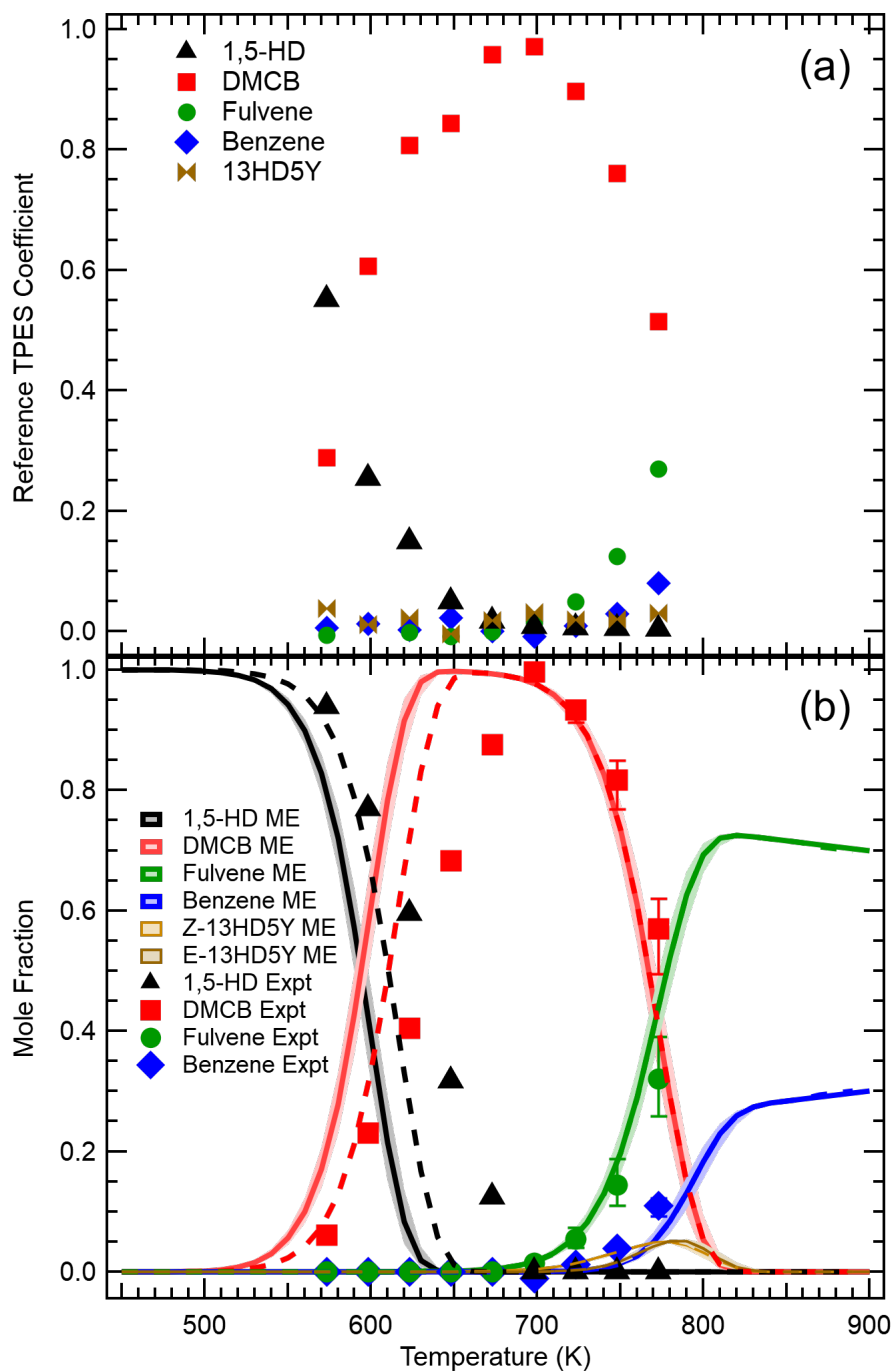 1.0
0.8
0.6
0.4
0.2
0.0
Reference TPES Coefficient
1,5-HD
DMCB
Fulvene
Benzene
13HD5Y
(a)
1.0
0.8
0.6
0.4
0.2
0.0
Mole Fraction
(b)
1,5-HD ME
DMCB ME
Fulvene ME
Benzene ME
Z-13HD5Y ME
E-13HD5Y ME
1,5-HD Expt
DMCB Expt
Fulvene Expt
Benzene Expt
500 600 700 800 900
Temperature (K)